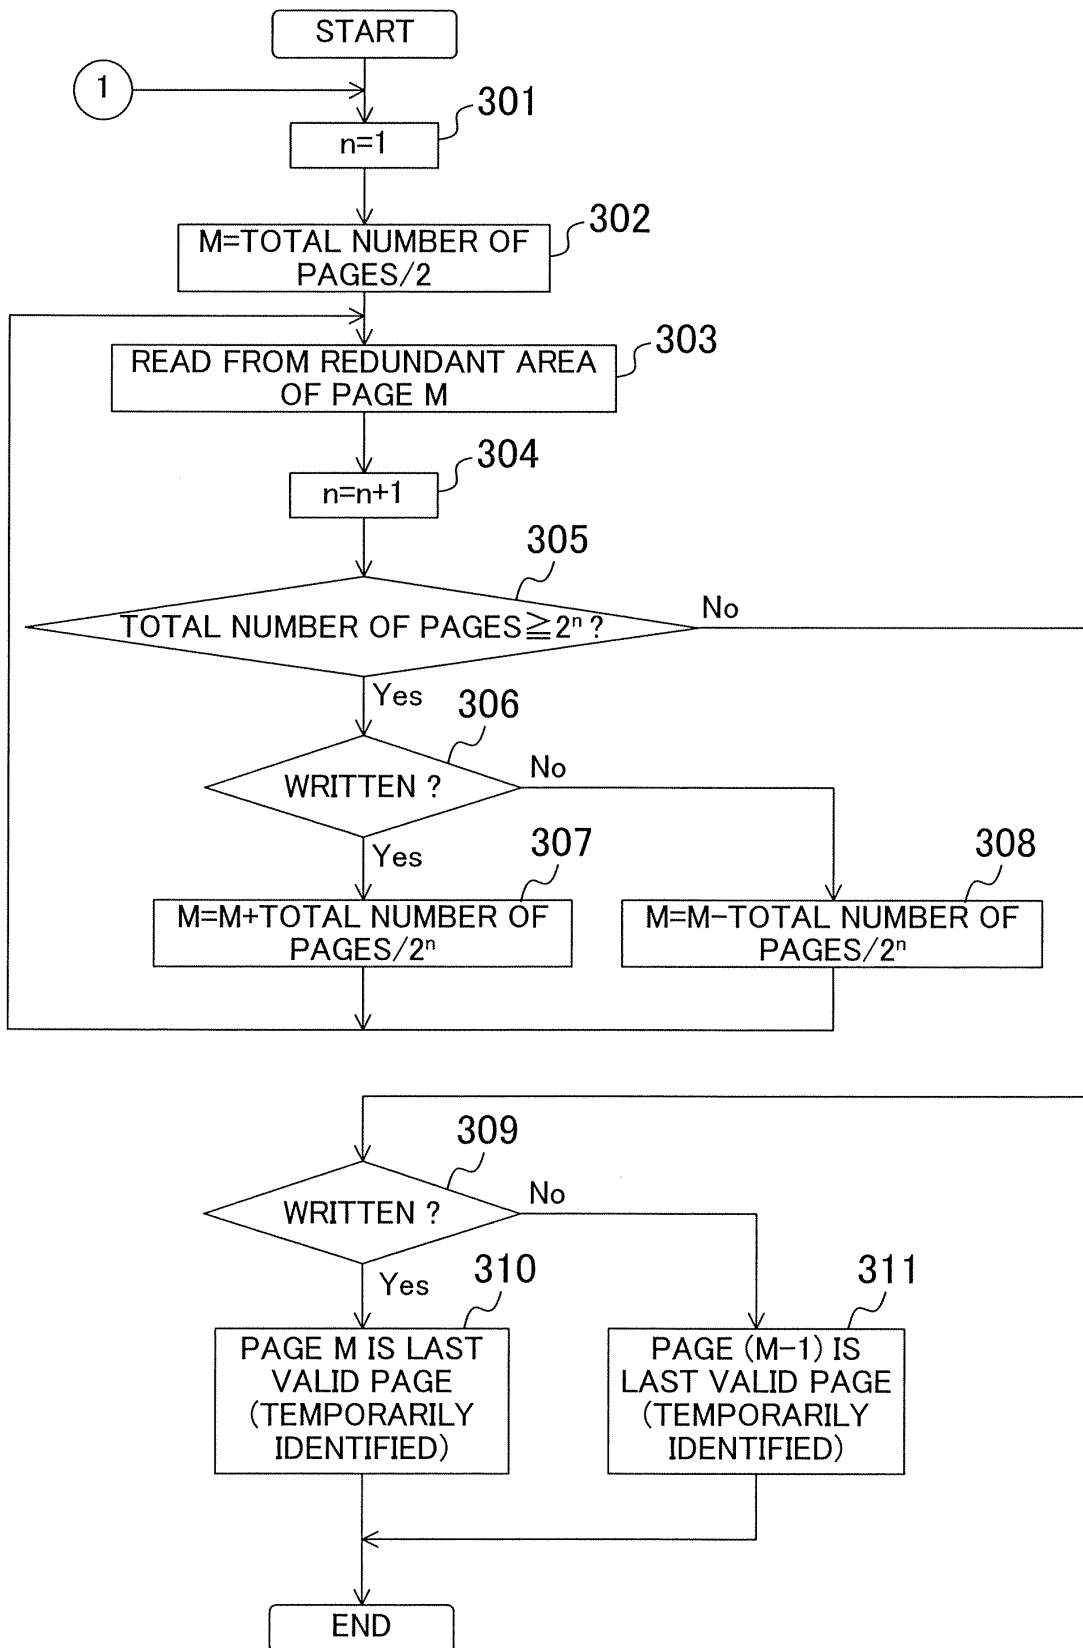 START
1
301
n=1
302
M=TOTAL NUMBER OF
PAGES/2
303
READ FROM REDUNDANT AREA
OF PAGE M
304
n=n+1
305
TOTAL NUMBER OF PAGES≧2ⁿ ?
No
Yes
306
WRITTEN ?
No
Yes
307
308
M=M+TOTAL NUMBER OF
PAGES/2ⁿ
M=M−TOTAL NUMBER OF
PAGES/2ⁿ
309
WRITTEN ?
No
Yes
310
311
PAGE M IS LAST
VALID PAGE
(TEMPORARILY
IDENTIFIED)
PAGE (M−1) IS
LAST VALID PAGE
(TEMPORARILY
IDENTIFIED)
END